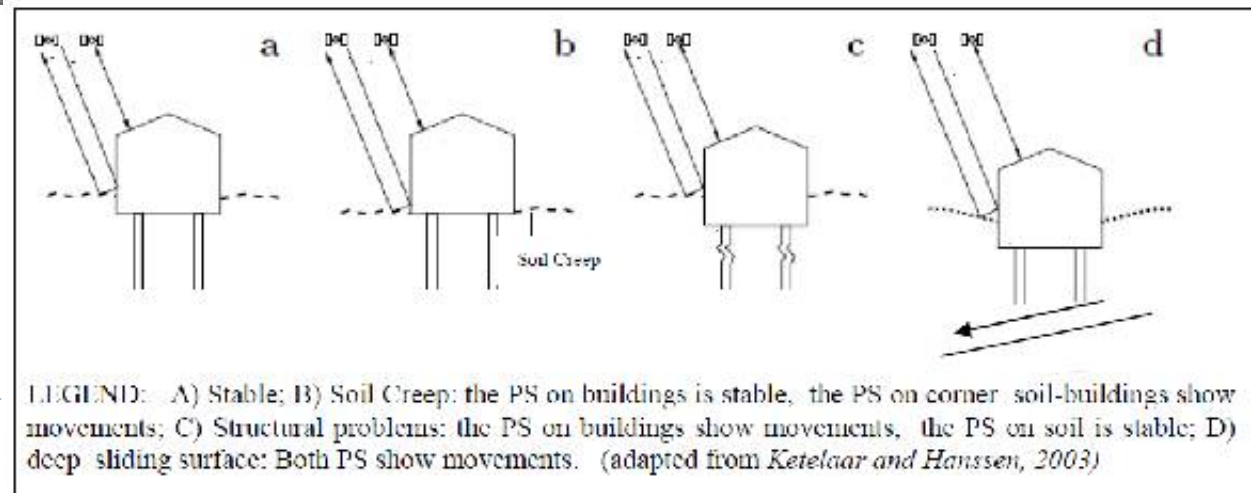 a b c d
Soil Creep
LEGEND: A) Stable; B) Soil Creep: the PS on buildings is stable, the PS on corner soil-buildings show
movements; C) Structural problems: the PS on buildings show movements, the PS on soil is stable; D)
deep sliding surface: Both PS show movements. (adapted from Ketelaar and Hanssen, 2003)